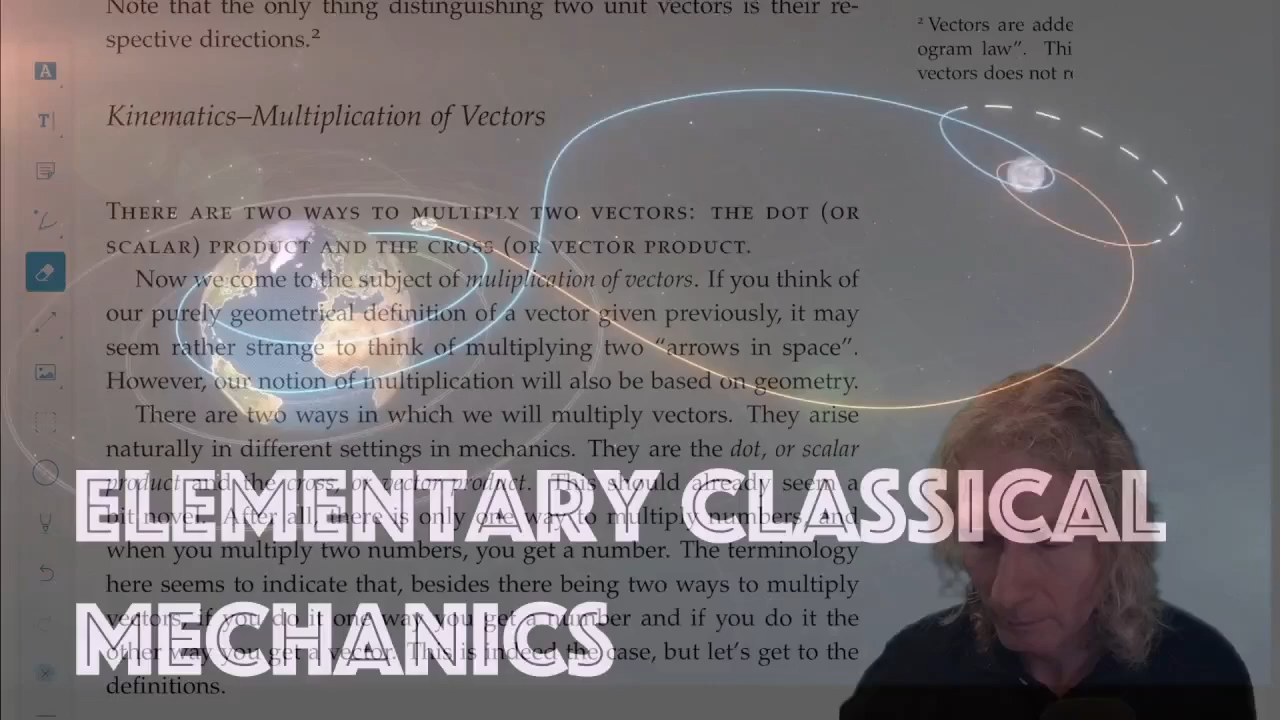 Note that the only thing distinguishing two unit vectors is their re-
spective directions.²
² Vectors are adde
ogram law”. Thi
vectors does not r
Kinematics–Multiplication of Vectors
THERE ARE TWO WAYS TO MULTIPLY TWO VECTORS: THE DOT (OR
SCALAR) PRODUCT AND THE CROSS (OR VECTOR PRODUCT.
Now we come to the subject of muliplication of vectors. If you think of
our purely geometrical definition of a vector given previously, it may
seem rather strange to think of multiplying two “arrows in space”.
However, our notion of multiplication will also be based on geometry.
There are two ways in which we will multiply vectors. They arise
naturally in different settings in mechanics. They are the dot, or scalar
product and the cross, or vector product. This should already seem a
bit novel. After all, there is only one way to multiply numbers, and
when you multiply two numbers, you get a number. The terminology
here seems to indicate that, besides there being two ways to multiply
vectors, if you do it one way you get a number and if you do it the
other way you get a vector. This is indeed the case, but let’s get to the
definitions.
ELEMENTARY CLASSICAL
MECHANICS